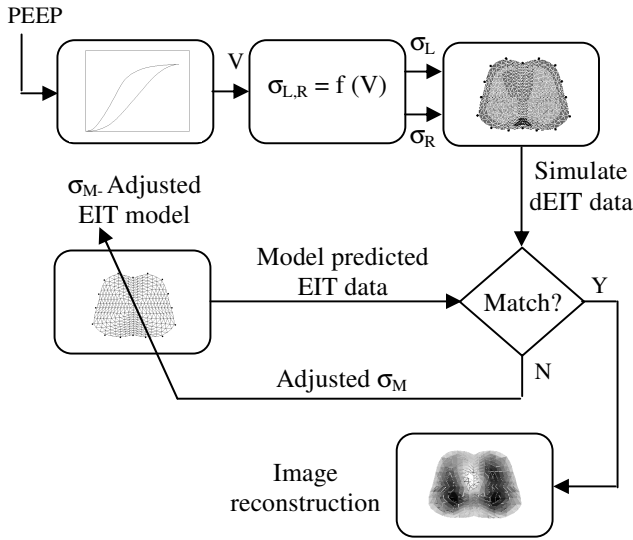 PEEP
V
σL,R = f (V)
σL
σR
Simulate
dEIT data
σM- Adjusted
EIT model
Model predicted
EIT data
Match?
Y
N
Adjusted σM
Image
reconstruction